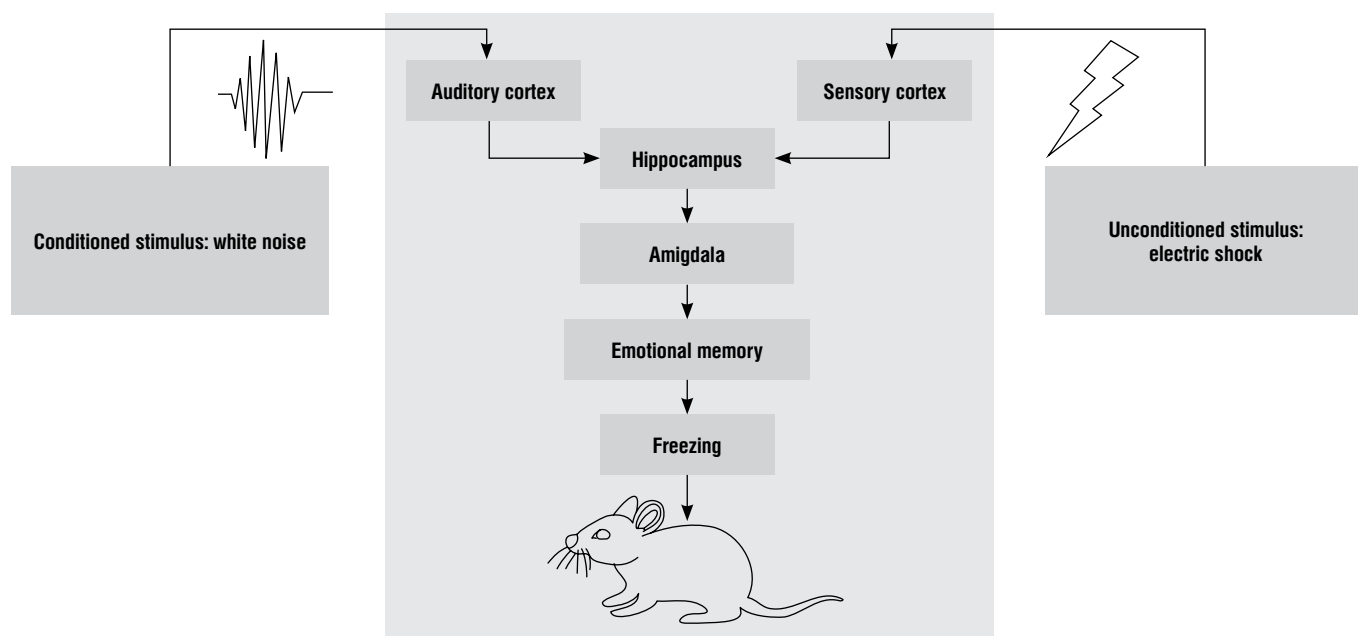 Auditory cortex
Sensory cortex
Hippocampus
Conditioned stimulus: white noise
Unconditioned stimulus:
electric shock
Amigdala
Emotional memory
Freezing